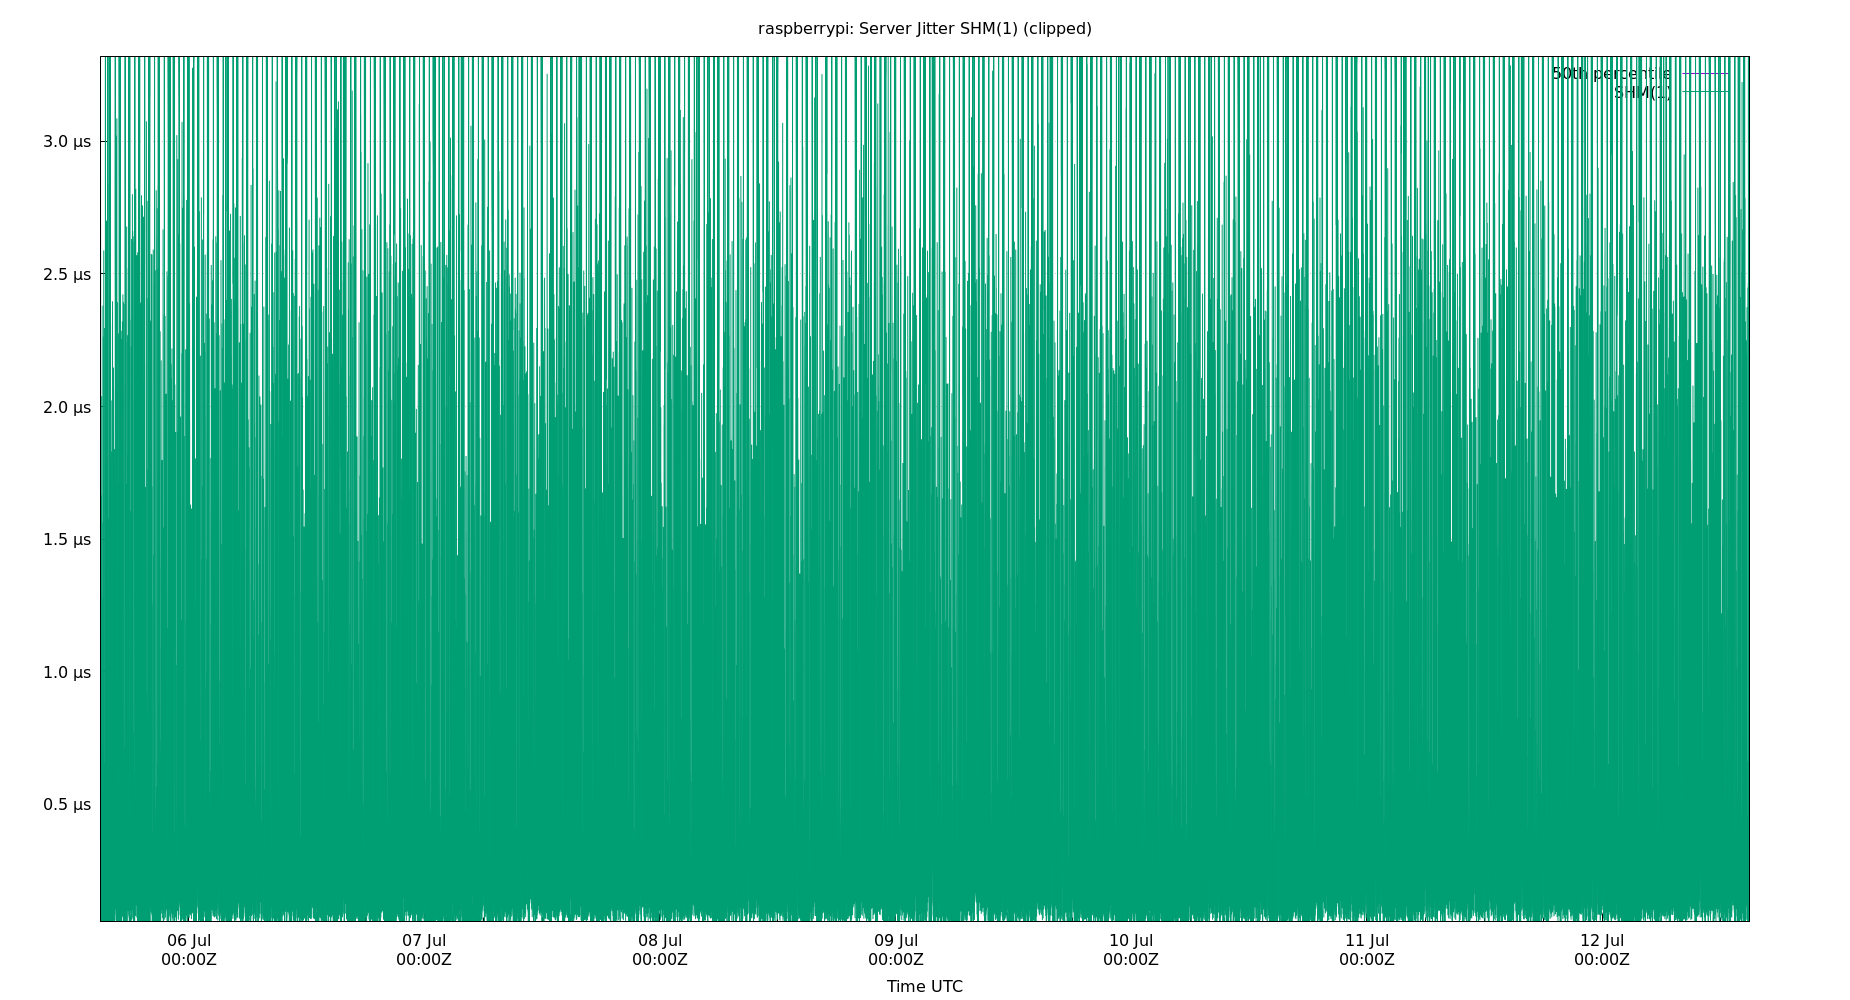 raspberrypi: Server Jitter SHM(1) (clipped)
50th percentile
SHM(1)
3.0 µs
2.5 µs
2.0 µs
1.5 µs
1.0 µs
0.5 µs
06 Jul 07 Jul 08 Jul 09 Jul 10 Jul 11 Jul 12 Jul
00:00Z 00:00Z 00:00Z 00:00Z 00:00Z 00:00Z 00:00Z
Time UTC